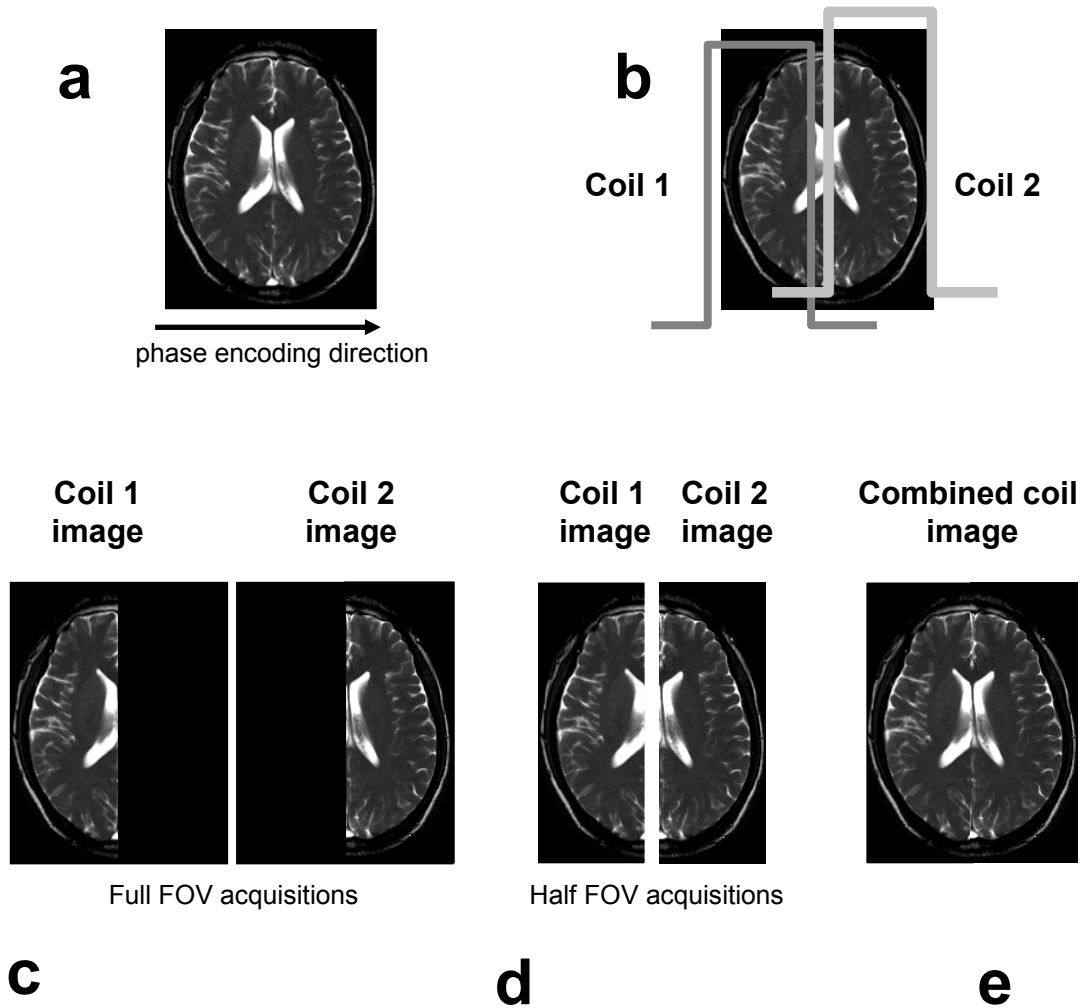 a
phase encoding direction
b
Coil 1
Coil 2
Coil 1
image
Coil 2
image
Full FOV acquisitions
c
Coil 1
image
Coil 2
image
Half FOV acquisitions
d
Combined coil
image
e